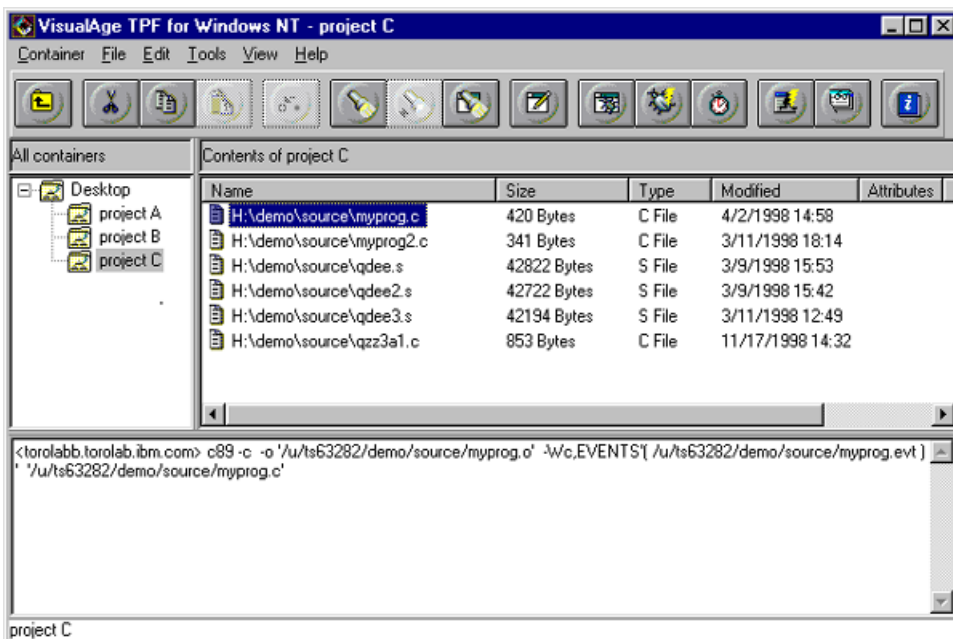 VisualAge TPF for Windows NT - project C
Container File Edit Tools View Help
All containers
Contents of project C
Desktop
project A
project B
project C
Name Size Type Modified Attributes
H:\demo\source\myprog.c 420 Bytes C File 4/2/1998 14:58
H:\demo\source\myprog2.c 341 Bytes C File 3/11/1998 18:14
H:\demo\source\qdee.s 42822 Bytes S File 3/9/1998 15:53
H:\demo\source\qdee2.s 42722 Bytes S File 3/9/1998 15:42
H:\demo\source\qdee3.s 42194 Bytes S File 3/11/1998 12:49
H:\demo\source\qzz3a1.c 853 Bytes C File 11/17/1998 14:32
<torolabb.torolab.ibm.com> c89 -c -o'/u/ts63282/demo/source/myprog.o' -Wc,EVENTS'( /u/ts63282/demo/source/myprog.evt )
' '/u/ts63282/demo/source/myprog.c'
project C